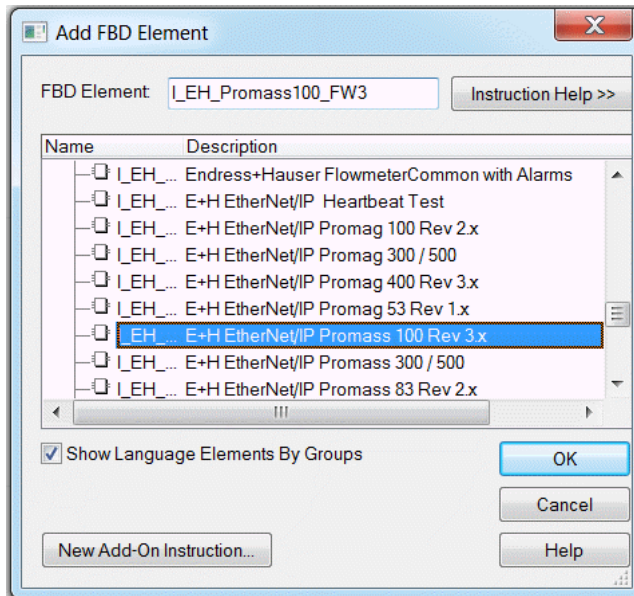 Add FBD Element
FBD Element: I_EH_Promass100_FW3 Instruction Help >>
Name Description
I_EH_... Endress+Hauser FlowmeterCommon with Alarms
I_EH_... E+H EtherNet/IP Heartbeat Test
I_EH_... E+H EtherNet/IP Promag 100 Rev 2.x
I_EH_... E+H EtherNet/IP Promag 300 / 500
I_EH_... E+H EtherNet/IP Promag 400 Rev 3.x
I_EH_... E+H EtherNet/IP Promag 53 Rev 1.x
I_EH_... E+H EtherNet/IP Promass 100 Rev 3.x
I_EH_... E+H EtherNet/IP Promass 300 / 500
I_EH_... E+H EtherNet/IP Promass 83 Rev 2.x
Show Language Elements By Groups
OK
Cancel
New Add-On Instruction...
Help